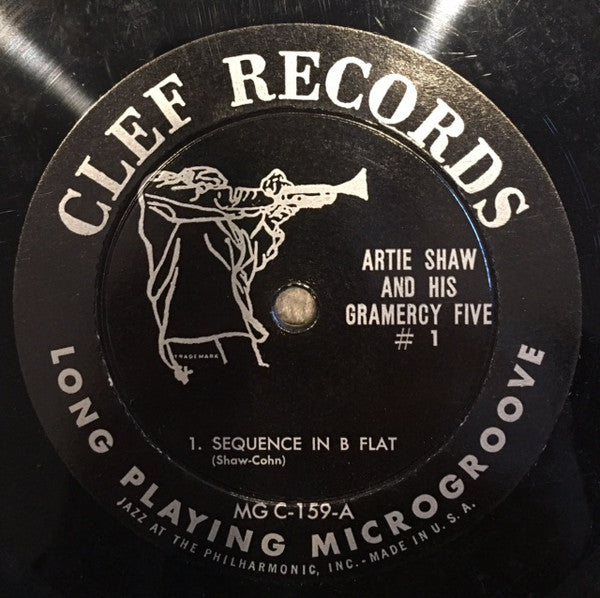 CLEF RECORDS
TRADEMARK
ARTIE SHAW
AND HIS
GRAMERCY FIVE
# 1
1. SEQUENCE IN B FLAT
(Shaw-Cohn)
MG C-159-A
LONG PLAYING MICROGROOVE
JAZZ AT THE PHILHARMONIC, INC.-MADE IN U.S.A.